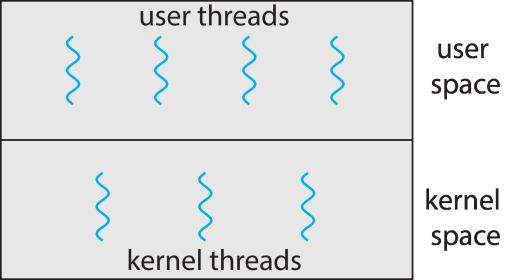 user threads
user
space
kernel
space
kernel threads